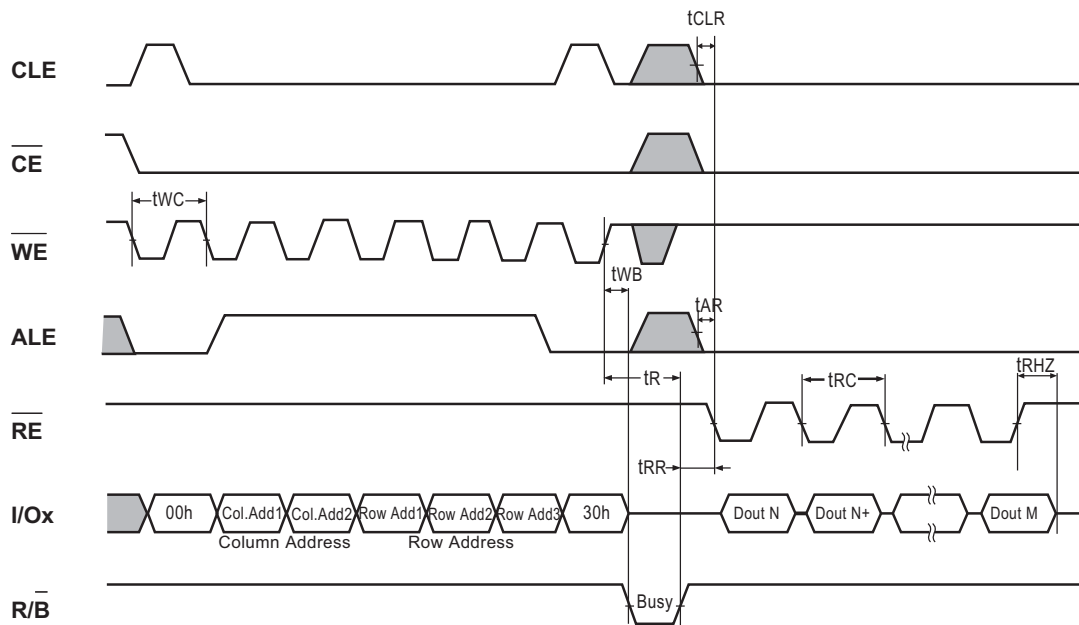 tCLR
CLE
CE
tWC
WE
tWB
tAR
ALE
tR
tRC
tRHZ
RE
tRR
I/Ox
00h
Col.Add1
Col.Add2
Row Add1
Row Add2
Row Add3
30h
Dout N
Dout N+
Dout M
Column Address
Row Address
R/B
Busy